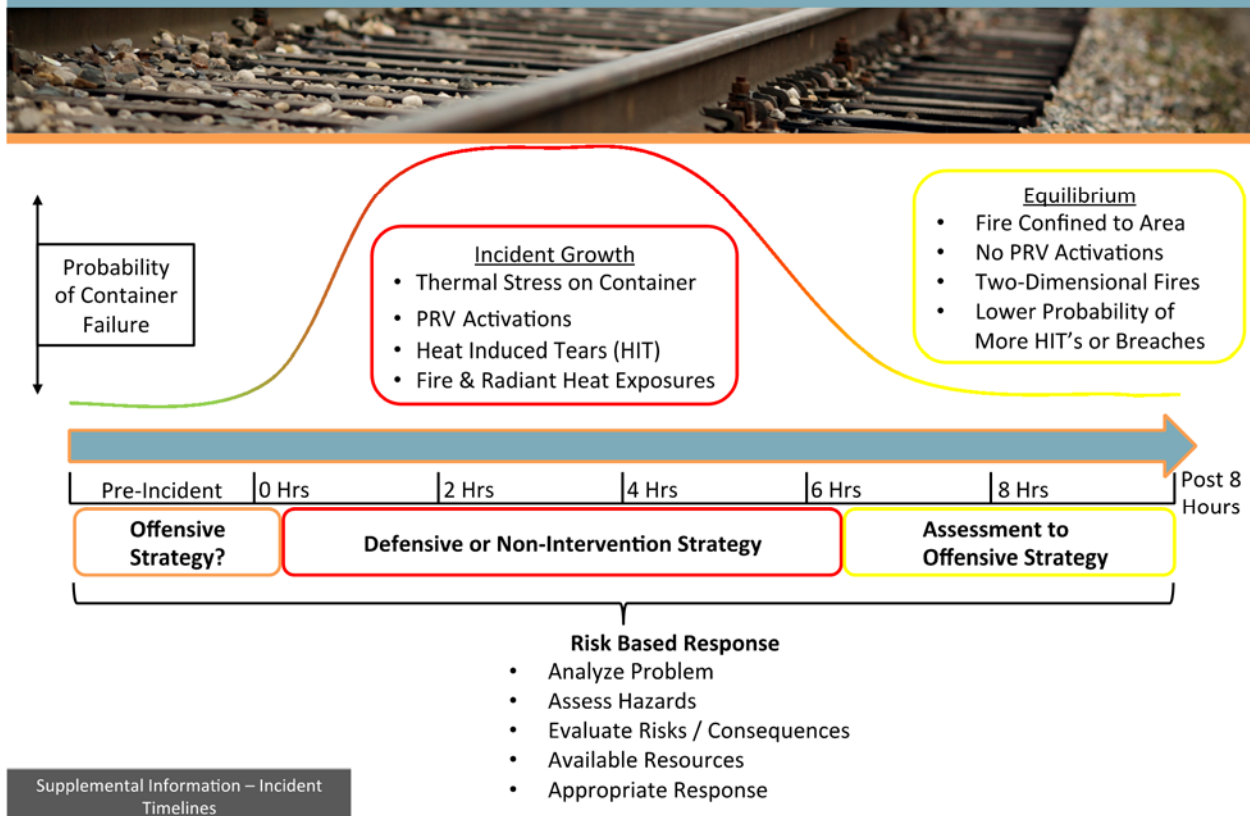 Probability
of Container
Failure
Incident Growth
• Thermal Stress on Container
• PRV Activations
• Heat Induced Tears (HIT)
• Fire & Radiant Heat Exposures
Equilibrium
• Fire Confined to Area
• No PRV Activations
• Two-Dimensional Fires
• Lower Probability of
More HIT's or Breaches
Pre-Incident
0 Hrs
2 Hrs
4 Hrs
6 Hrs
8 Hrs
Post 8
Hours
Offensive
Strategy?
Defensive or Non-Intervention Strategy
Assessment to
Offensive Strategy
Risk Based Response
• Analyze Problem
• Assess Hazards
• Evaluate Risks / Consequences
• Available Resources
• Appropriate Response
Supplemental Information – Incident
Timelines